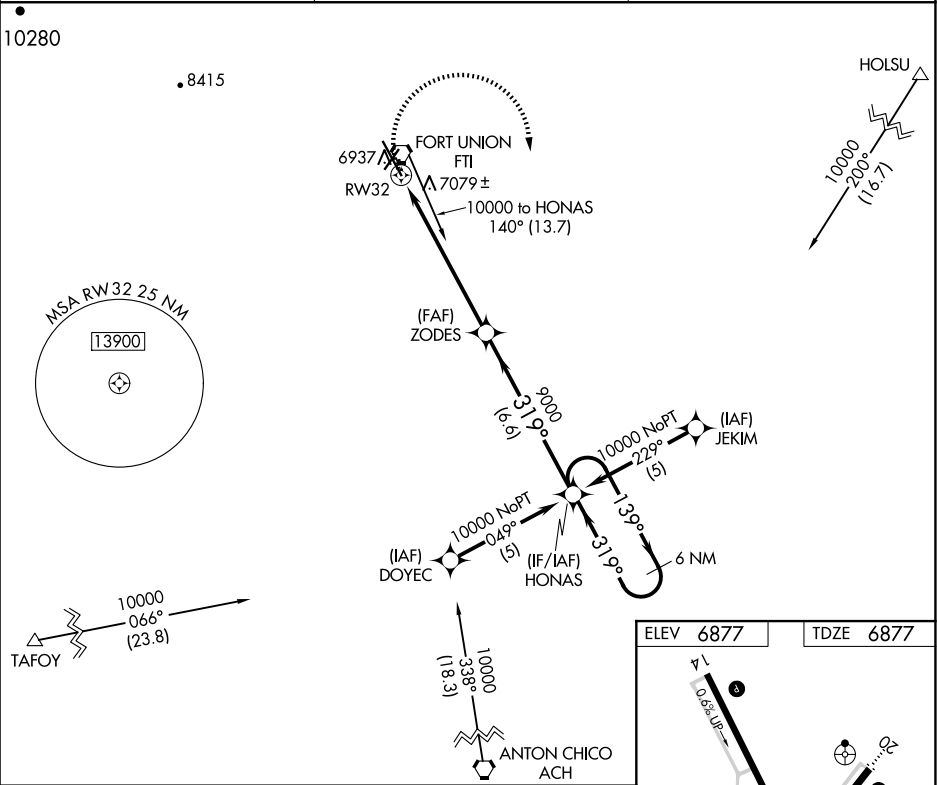 10280
8415
HOLSU
10000
200°
(16.7)
FORT UNION
FTI
6937
RW32
7079 ±
10000 to HONAS
140° (13.7)
MSA RW32 25 NM
13900
(FAF)
ZODES
9000
319°
(6.6)
(IAF)
JEKIM
10000 NoPT
229°
(5)
139°
319°
6 NM
10000 NoPT
049°
(5)
(IAF)
DOYEC
(IF/IAF)
HONAS
10000
066°
(23.8)
TAFOY
10000
338°
(18.3)
ANTON CHICO
ACH
ELEV 6877
TDZE 6877
14
0.6% UP
P
20